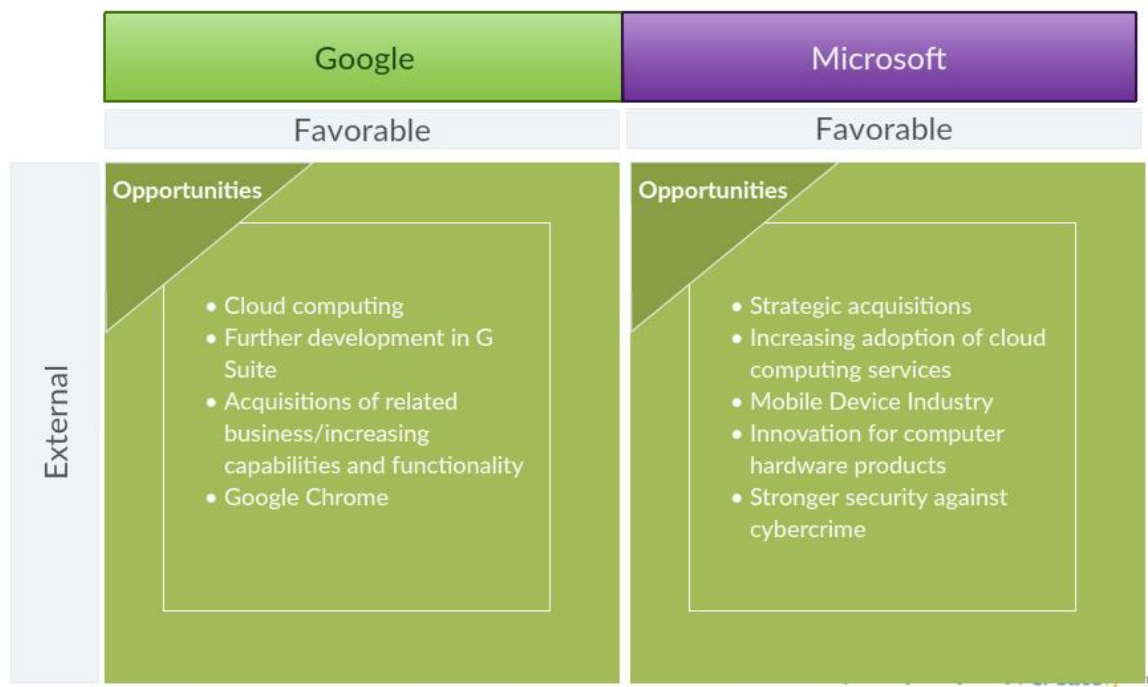 Google
Microsoft
Favorable
Favorable
External
Opportunities
• Cloud computing
• Further development in G
Suite
• Acquisitions of related
business/increasing
capabilities and functionality
• Google Chrome
Opportunities
• Strategic acquisitions
• Increasing adoption of cloud
computing services
• Mobile Device Industry
• Innovation for computer
hardware products
• Stronger security against
cybercrime